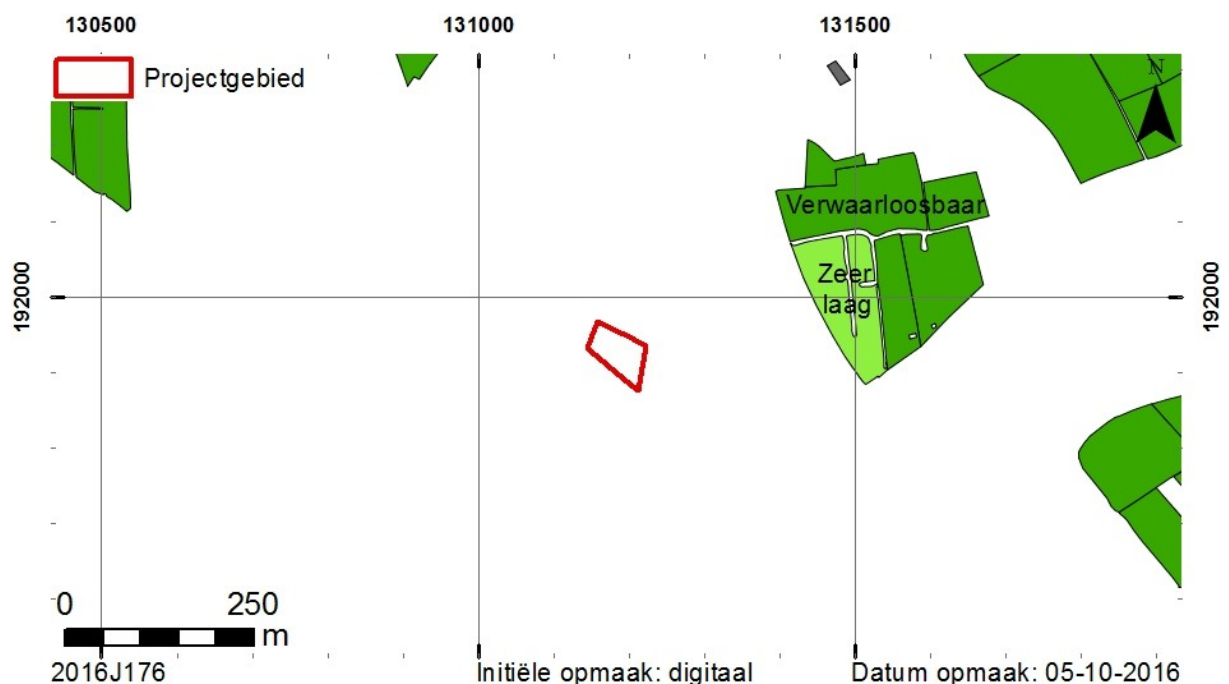 130500 131000 131500
Projectgebied
N
Verwaarloosbaar
Zeer
laag
192000 192000
0 250
m
2016J176 Initiële opmaak: digitaal Datum opmaak: 05-10-2016